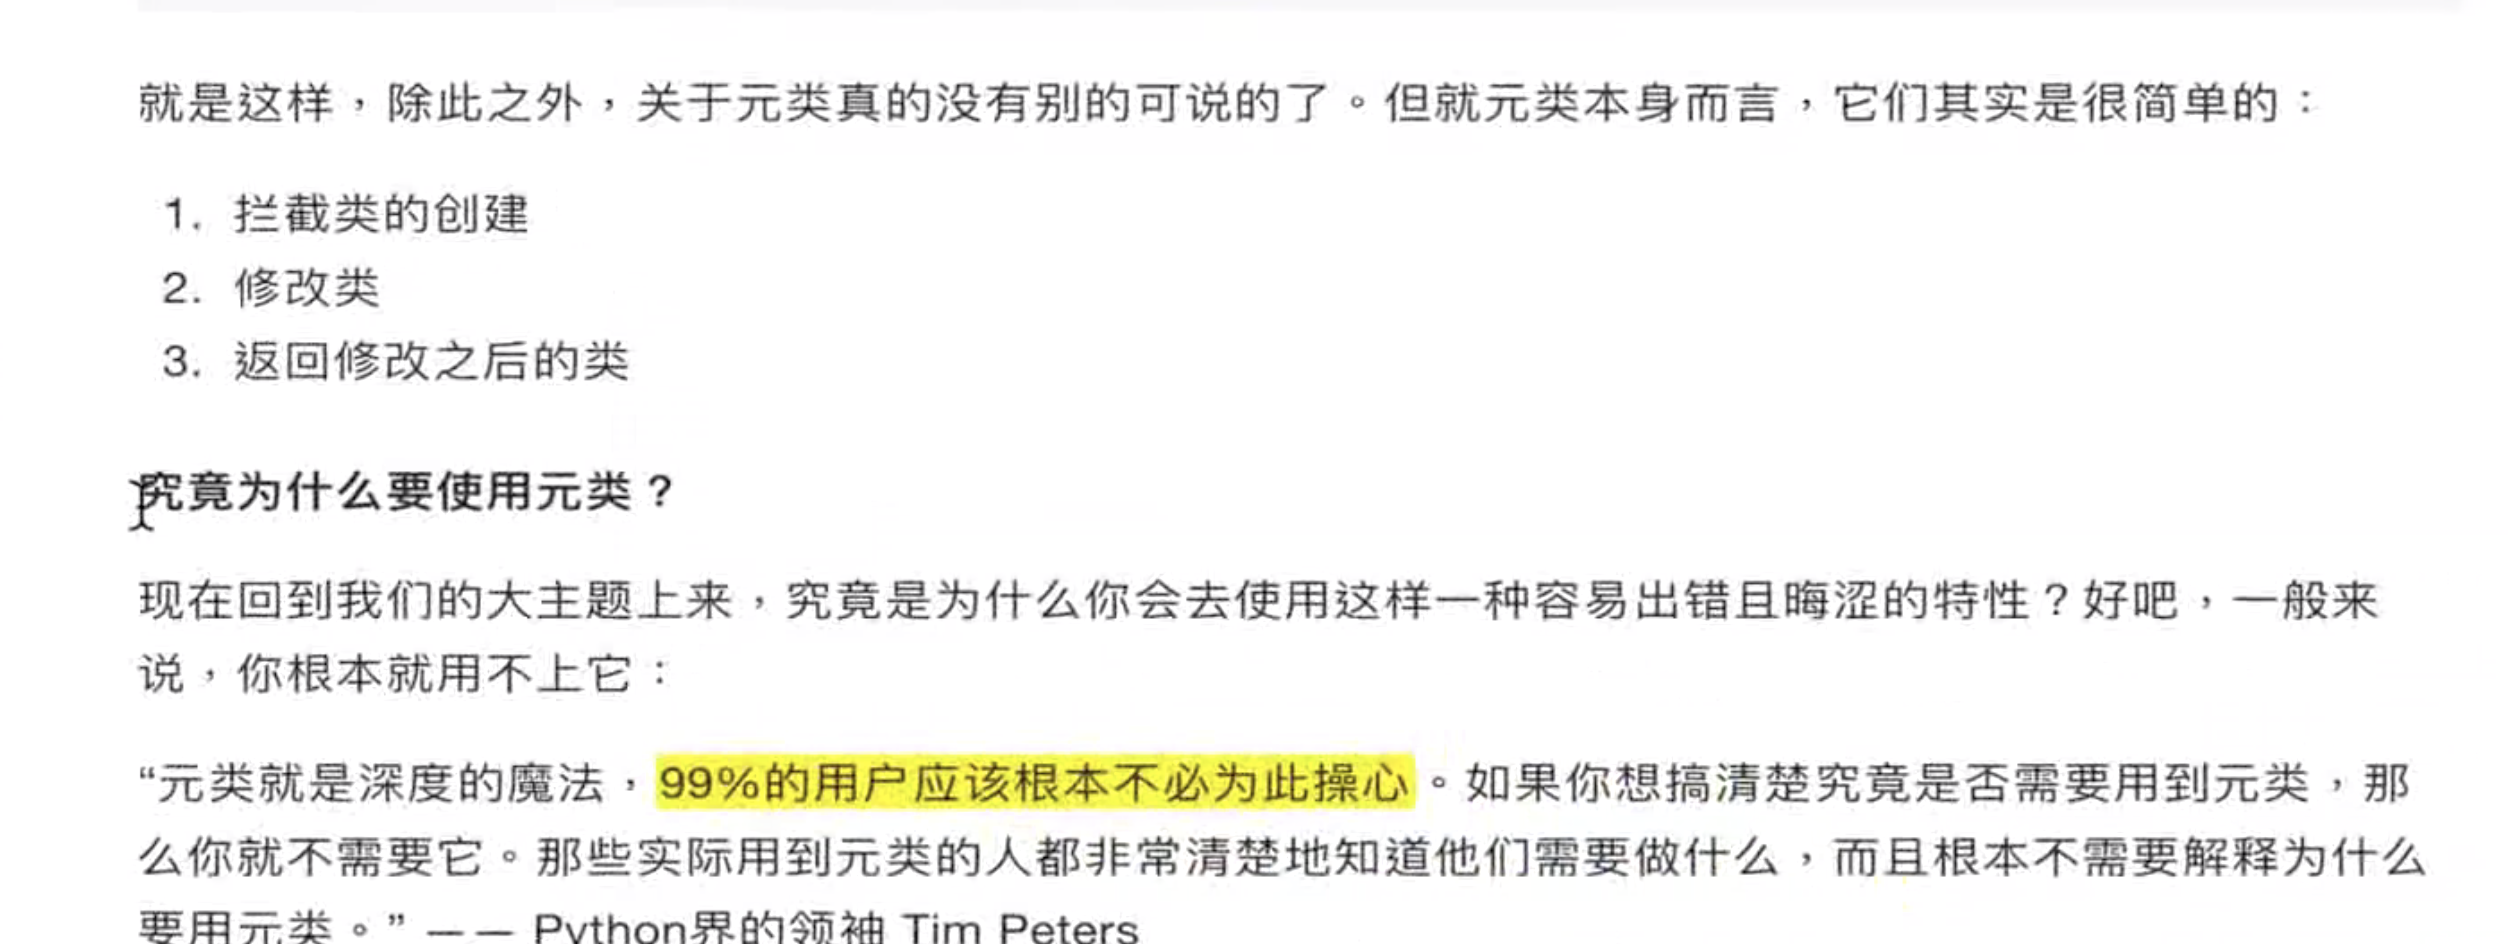 就是这样，除此之外，关于元类真的没有别的可说的了。但就元类本身而言，它们其实是很简单的：
1. 拦截类的创建
2. 修改类
3. 返回修改之后的类
究竟为什么要使用元类？
现在回到我们的大主题上来，究竟是为什么你会去使用这样一种容易出错且晦涩的特性？好吧，一般来
说，你根本就用不上它：
“元类就是深度的魔法，99%的用户应该根本不必为此操心。如果你想搞清楚究竟是否需要用到元类，那
么你就不需要它。那些实际用到元类的人都非常清楚地知道他们需要做什么，而且根本不需要解释为什么
要用元类。” —— Python界的领袖 Tim Peters